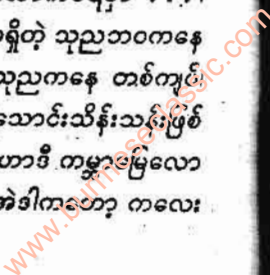 ရှိတဲ့ သုညဘဝကနေ
သုညကနေ တစ်ကျပ်
သောင်းသိန်းသန်းဖြစ်
ဟာဒီ ကမ္ဘာမြေလော
အဲဒါကတော့ ကလေး
www.burmeseclassic.com